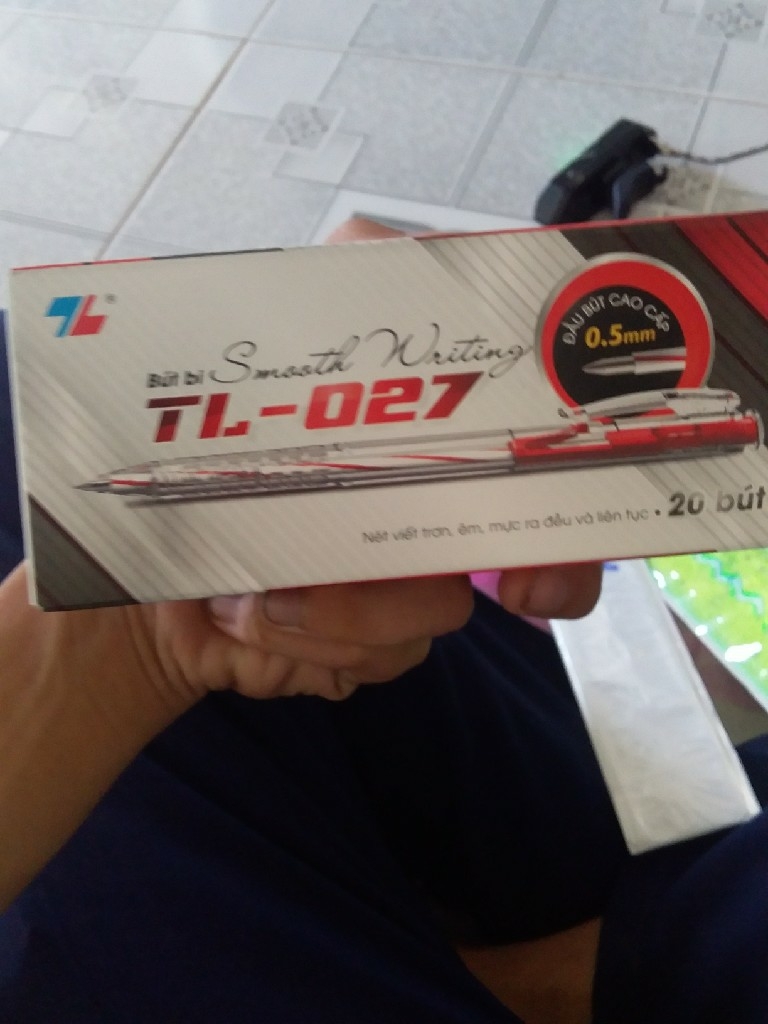 TL®
ĐẦU BÚT CAO CẤP
0.5mm
Bút bi Smooth Writing
TL-027
Nét viết trơn, êm, mực ra đều và liên tục • 20 bút